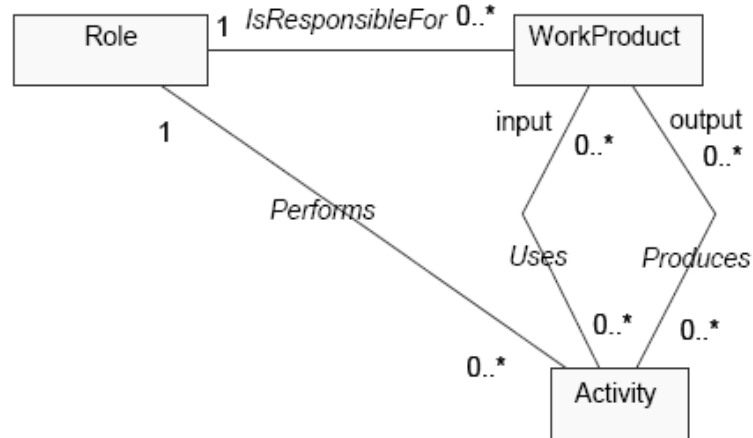 1 IsResponsibleFor 0..*
Role
WorkProduct
1
input
output
0..*
0..*
Performs
Uses
Produces
0..*
0..*
0..*
Activity